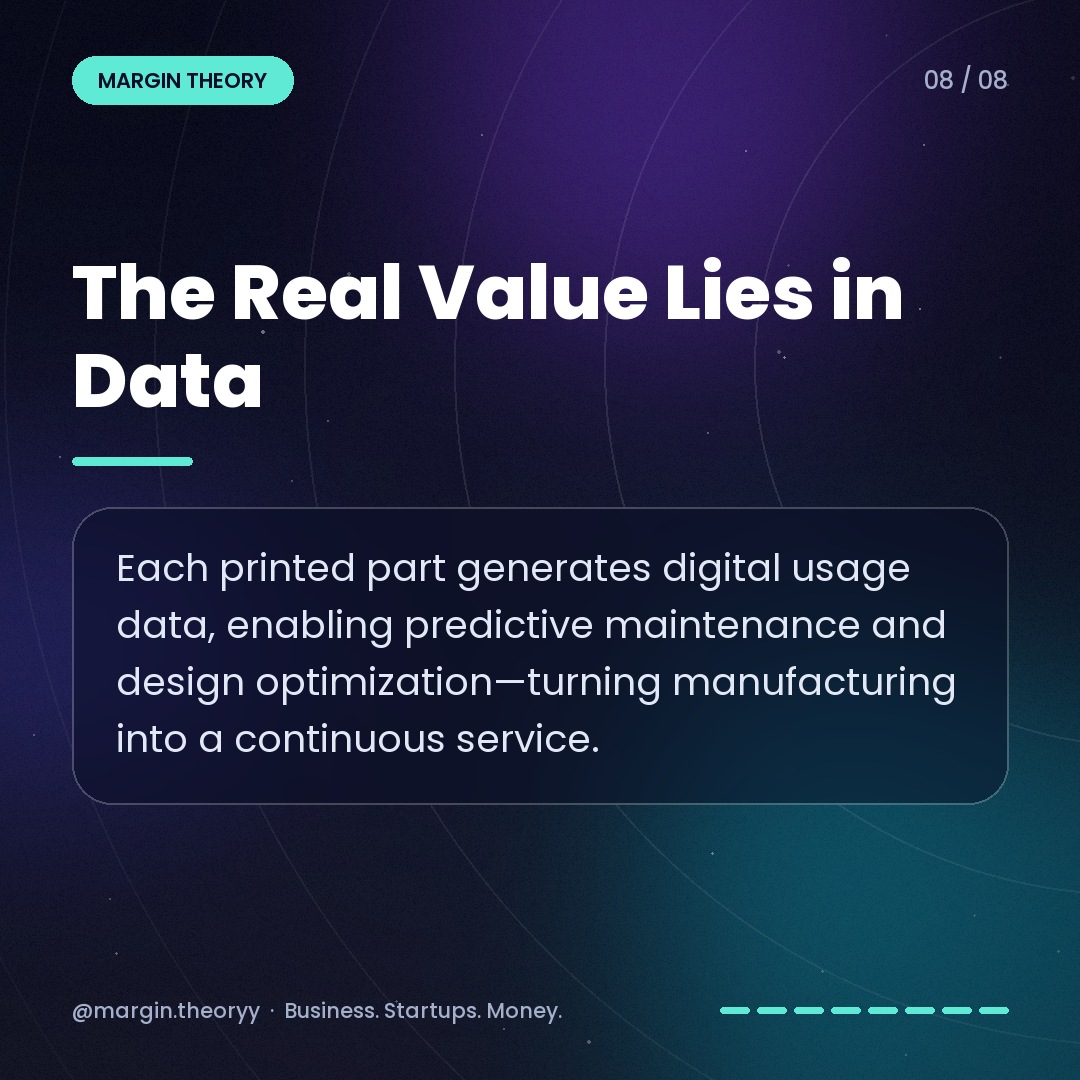 MARGIN THEORY
08 / 08
The Real Value Lies in
Data
Each printed part generates digital usage
data, enabling predictive maintenance and
design optimization—turning manufacturing
into a continuous service.
@margin.theoryy · Business. Startups. Money.